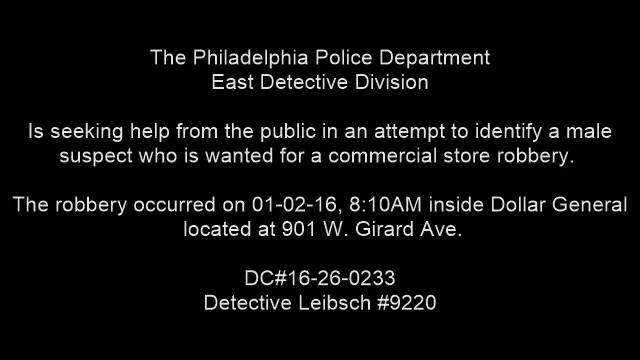 The Philadelphia Police Department
East Detective Division
Is seeking help from the public in an attempt to identify a male
suspect who is wanted for a commercial store robbery.
The robbery occurred on 01-02-16, 8:10AM inside Dollar General
located at 901 W. Girard Ave.
DC#16-26-0233
Detective Leibsch #9220